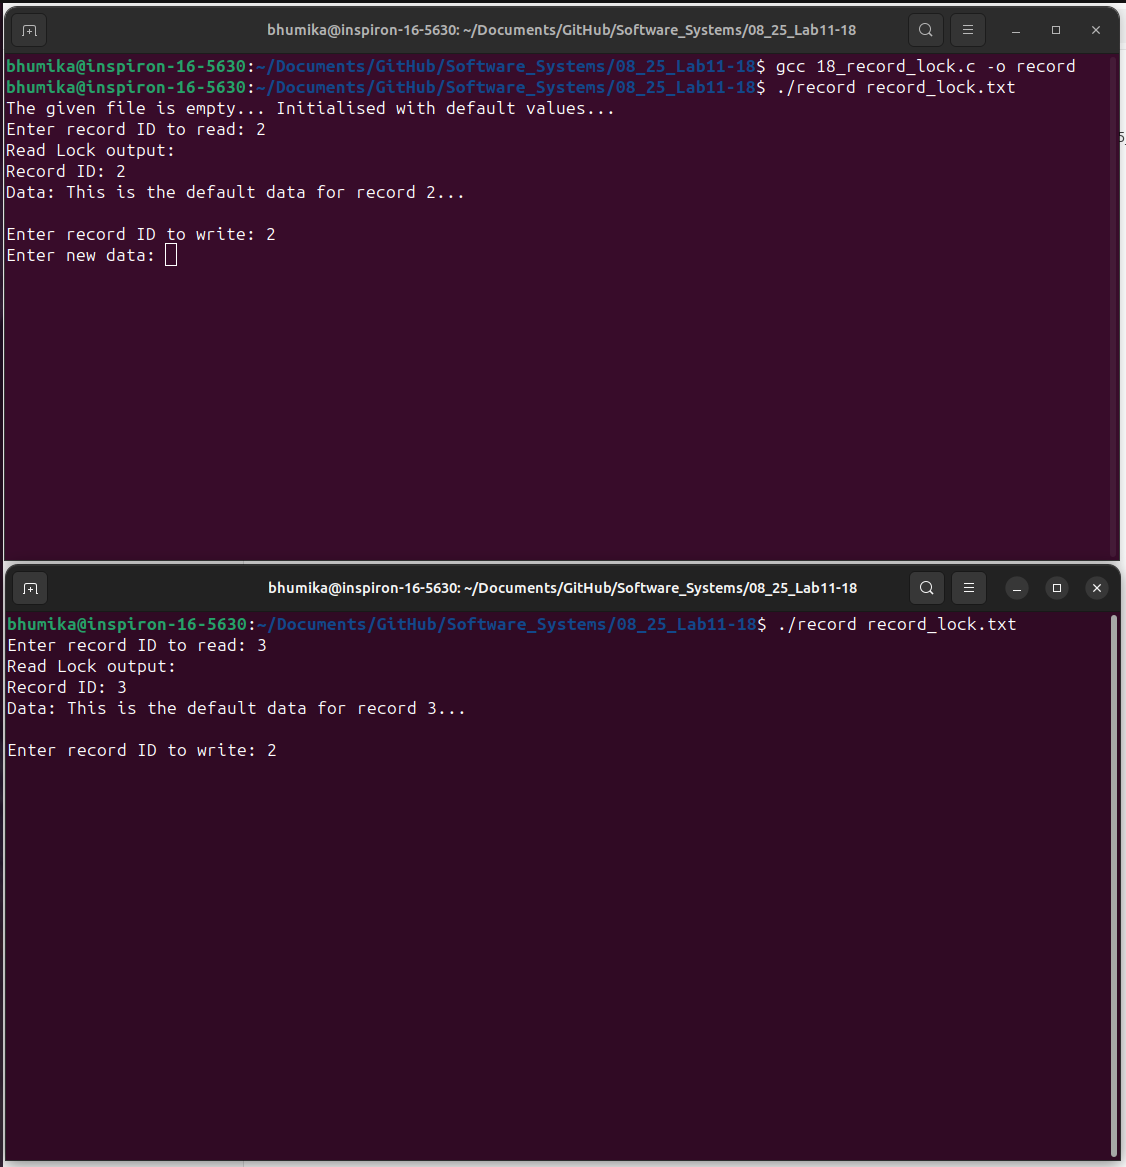 bhumika@inspiron-16-5630: ~/Documents/GitHub/Software_Systems/08_25_Lab11-18
bhumika@inspiron-16-5630:~/Documents/GitHub/Software_Systems/08_25_Lab11-18$ gcc 18_record_lock.c -o record
bhumika@inspiron-16-5630:~/Documents/GitHub/Software_Systems/08_25_Lab11-18$ ./record record_lock.txt
The given file is empty... Initialised with default values...
Enter record ID to read: 2
Read Lock output:
Record ID: 2
Data: This is the default data for record 2...
Enter record ID to write: 2
Enter new data:
bhumika@inspiron-16-5630: ~/Documents/GitHub/Software_Systems/08_25_Lab11-18
bhumika@inspiron-16-5630:~/Documents/GitHub/Software_Systems/08_25_Lab11-18$ ./record record_lock.txt
Enter record ID to read: 3
Read Lock output:
Record ID: 3
Data: This is the default data for record 3...
Enter record ID to write: 2